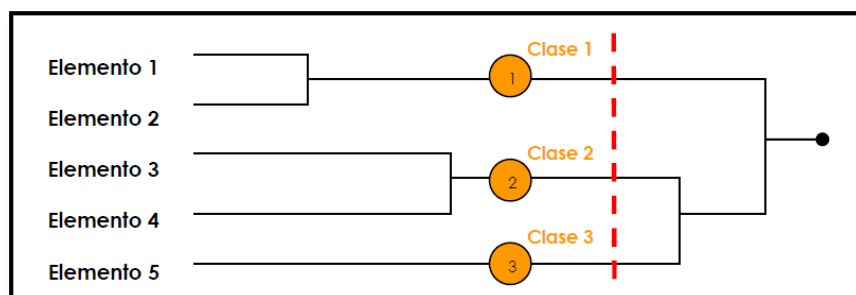 Clase 1
Elemento 1
1
Elemento 2
Clase 2
Elemento 3
2
Elemento 4
Clase 3
Elemento 5
3